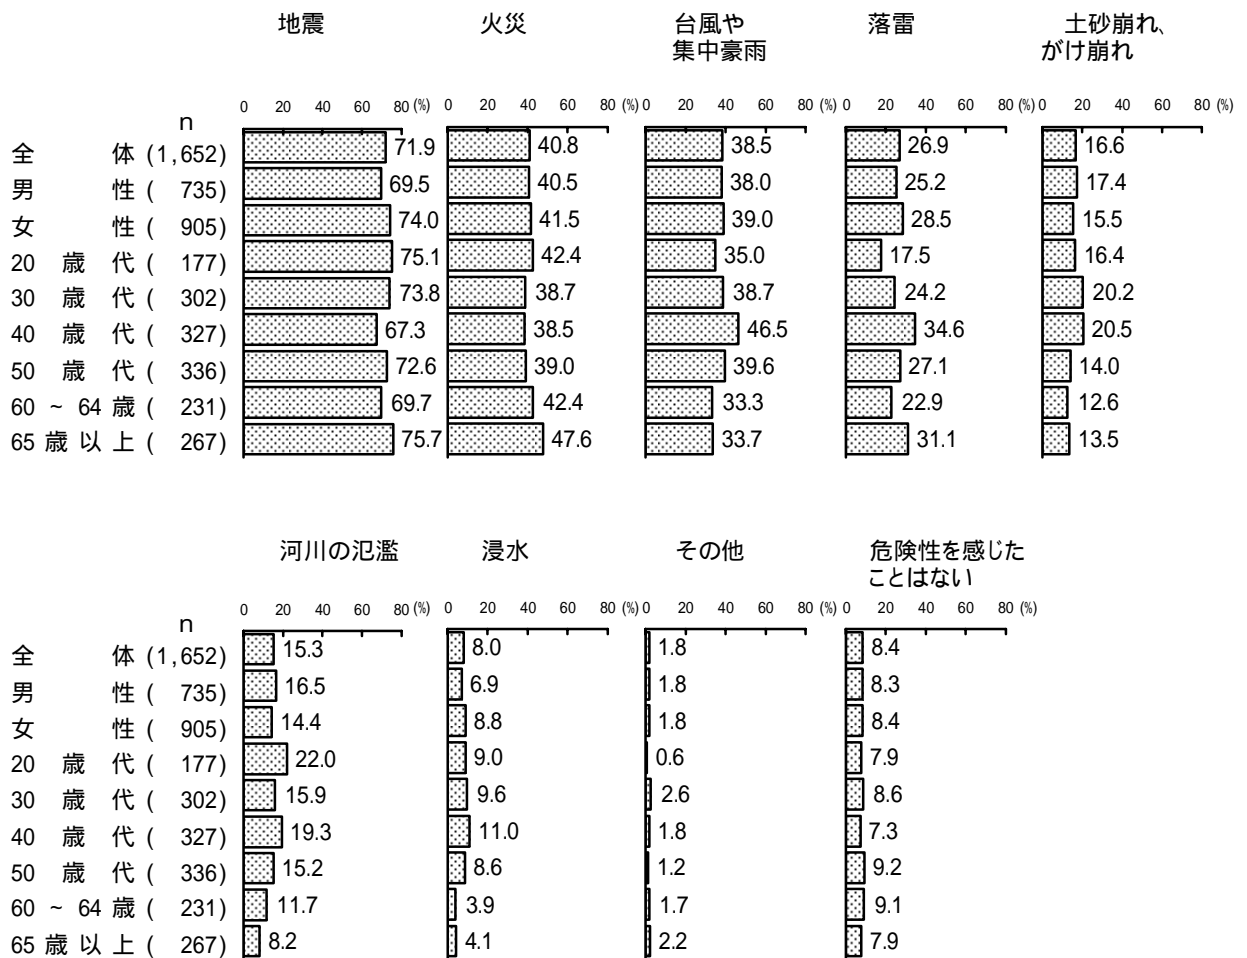 地震 火災 台風や 落雷 土砂崩れ、
集中豪雨 がけ崩れ
0 20 40 60 80 (%) 0 20 40 60 80 (%) 0 20 40 60 80 (%) 0 20 40 60 80 (%) 0 20 40 60 80 (%)
n
全 体 (1,652) 71.9 40.8 38.5 26.9 16.6
男 性 ( 735) 69.5 40.5 38.0 25.2 17.4
女 性 ( 905) 74.0 41.5 39.0 28.5 15.5
20 歳 代 ( 177) 75.1 42.4 35.0 17.5 16.4
30 歳 代 ( 302) 73.8 38.7 38.7 24.2 20.2
40 歳 代 ( 327) 67.3 38.5 46.5 34.6 20.5
50 歳 代 ( 336) 72.6 39.0 39.6 27.1 14.0
60 ~ 64 歳 ( 231) 69.7 42.4 33.3 22.9 12.6
65 歳 以 上 ( 267) 75.7 47.6 33.7 31.1 13.5
河川の氾濫 浸水 その他 危険性を感じた
ことはない
0 20 40 60 80 (%) 0 20 40 60 80 (%) 0 20 40 60 80 (%) 0 20 40 60 80 (%)
n
全 体 (1,652) 15.3 8.0 1.8 8.4
男 性 ( 735) 16.5 6.9 1.8 8.3
女 性 ( 905) 14.4 8.8 1.8 8.4
20 歳 代 ( 177) 22.0 9.0 0.6 7.9
30 歳 代 ( 302) 15.9 9.6 2.6 8.6
40 歳 代 ( 327) 19.3 11.0 1.8 7.3
50 歳 代 ( 336) 15.2 8.6 1.2 9.2
60 ~ 64 歳 ( 231) 11.7 3.9 1.7 9.1
65 歳 以 上 ( 267) 8.2 4.1 2.2 7.9